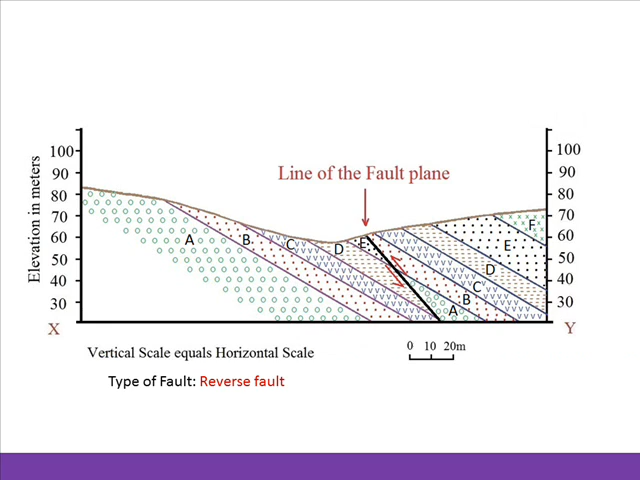 Elevation in meters
100
90
80
70
60
50
40
30
100
90
80
70
60
50
40
30
Line of the Fault plane
A
B
C
D
E
A
B
C
D
E
F
X
Y
Vertical Scale equals Horizontal Scale
0 10 20m
Type of Fault: Reverse fault